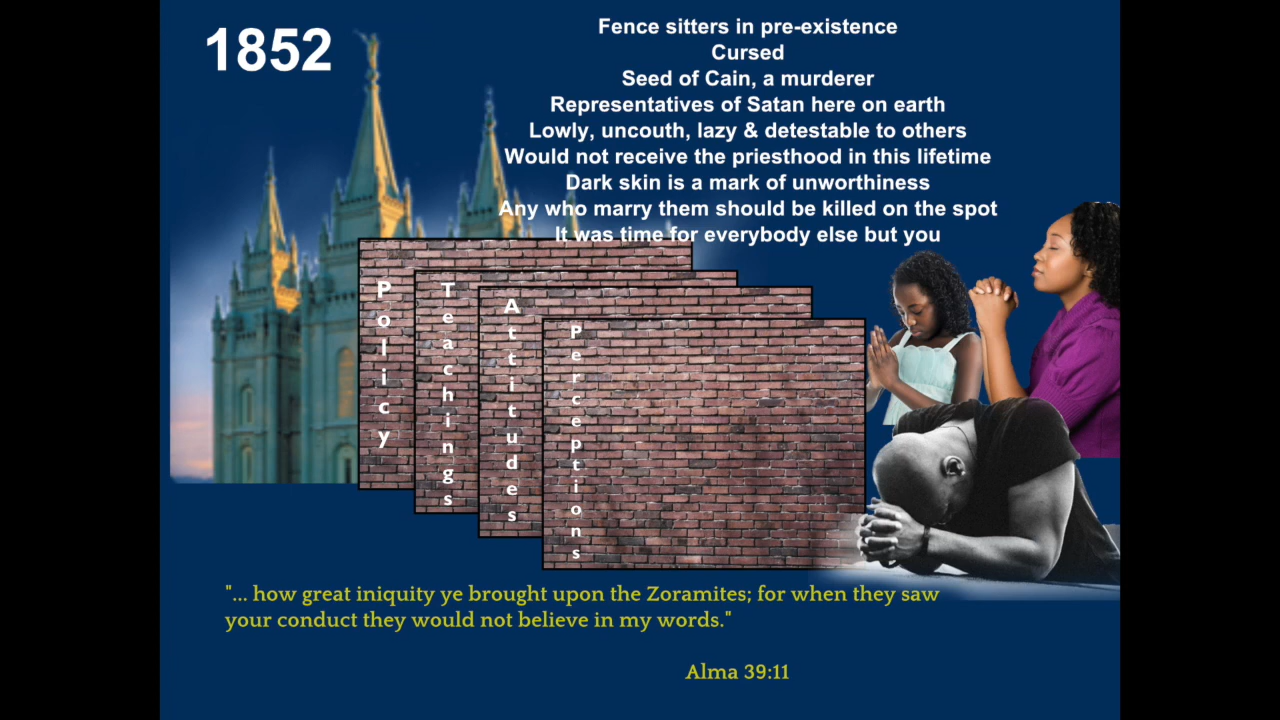 1852
Fence sitters in pre-existence
Cursed
Seed of Cain, a murderer
Representatives of Satan here on earth
Lowly, uncouth, lazy & detestable to others
Would not receive the priesthood in this lifetime
Dark skin is a mark of unworthiness
Any who marry them should be killed on the spot
It was time for everybody else but you
Policy
Teachings
Attitudes
Perceptions
"... how great iniquity ye brought upon the Zoramites; for when they saw
your conduct they would not believe in my words."
Alma 39:11